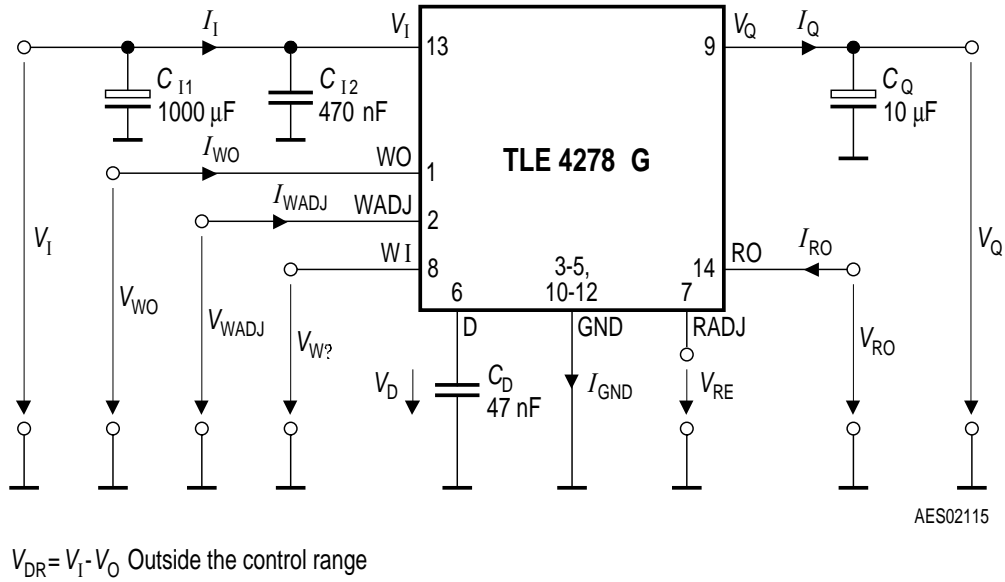 I_I V_I V_Q I_Q
13 9
C_I1 1000 μF
C_I2 470 nF
C_Q 10 μF
TLE 4278 G
I_WO WO 1
I_WADJ WADJ 2
WI 8
3-5, 10-12
6 7
14 RO I_RO
D GND RADJ
V_I
V_WO
V_WADJ
V_W?
V_D
C_D 47 nF
I_GND
V_RE
V_RO
V_Q
AES02115
V_DR = V_I - V_O Outside the control range